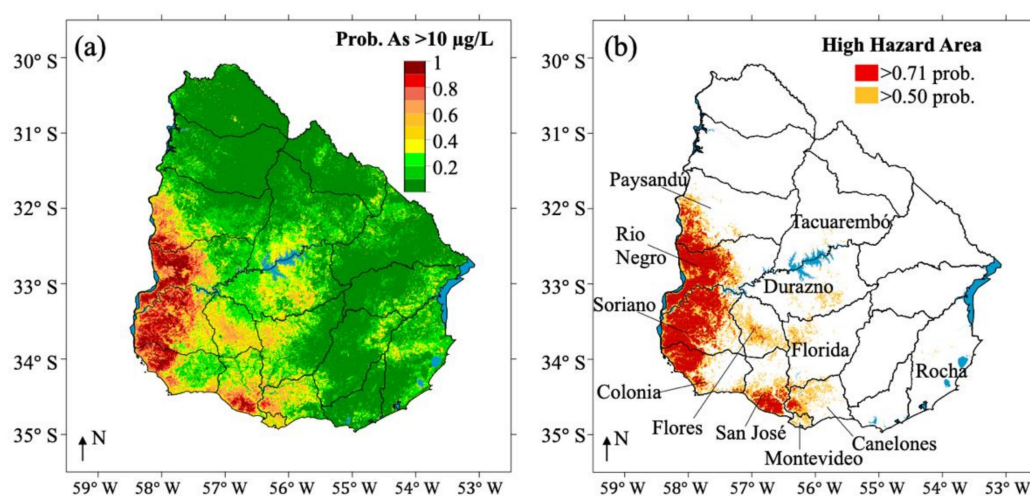 (a)
Prob. As >10 µg/L
1
0.8
0.6
0.4
0.2
30° S
31° S
32° S
33° S
34° S
35° S
N
59°W
58°W
57°W
56°W
55°W
54°W
53°W
(b)
High Hazard Area
>0.71 prob.
>0.50 prob.
30° S
31° S
32° S
33° S
34° S
35° S
Paysandú
Tacuarembó
Rio
Negro
Durazno
Soriano
Florida
Rocha
Colonia
Flores
San José
Canelones
Montevideo
N
59°W
58°W
57°W
56°W
55°W
54°W
53°W